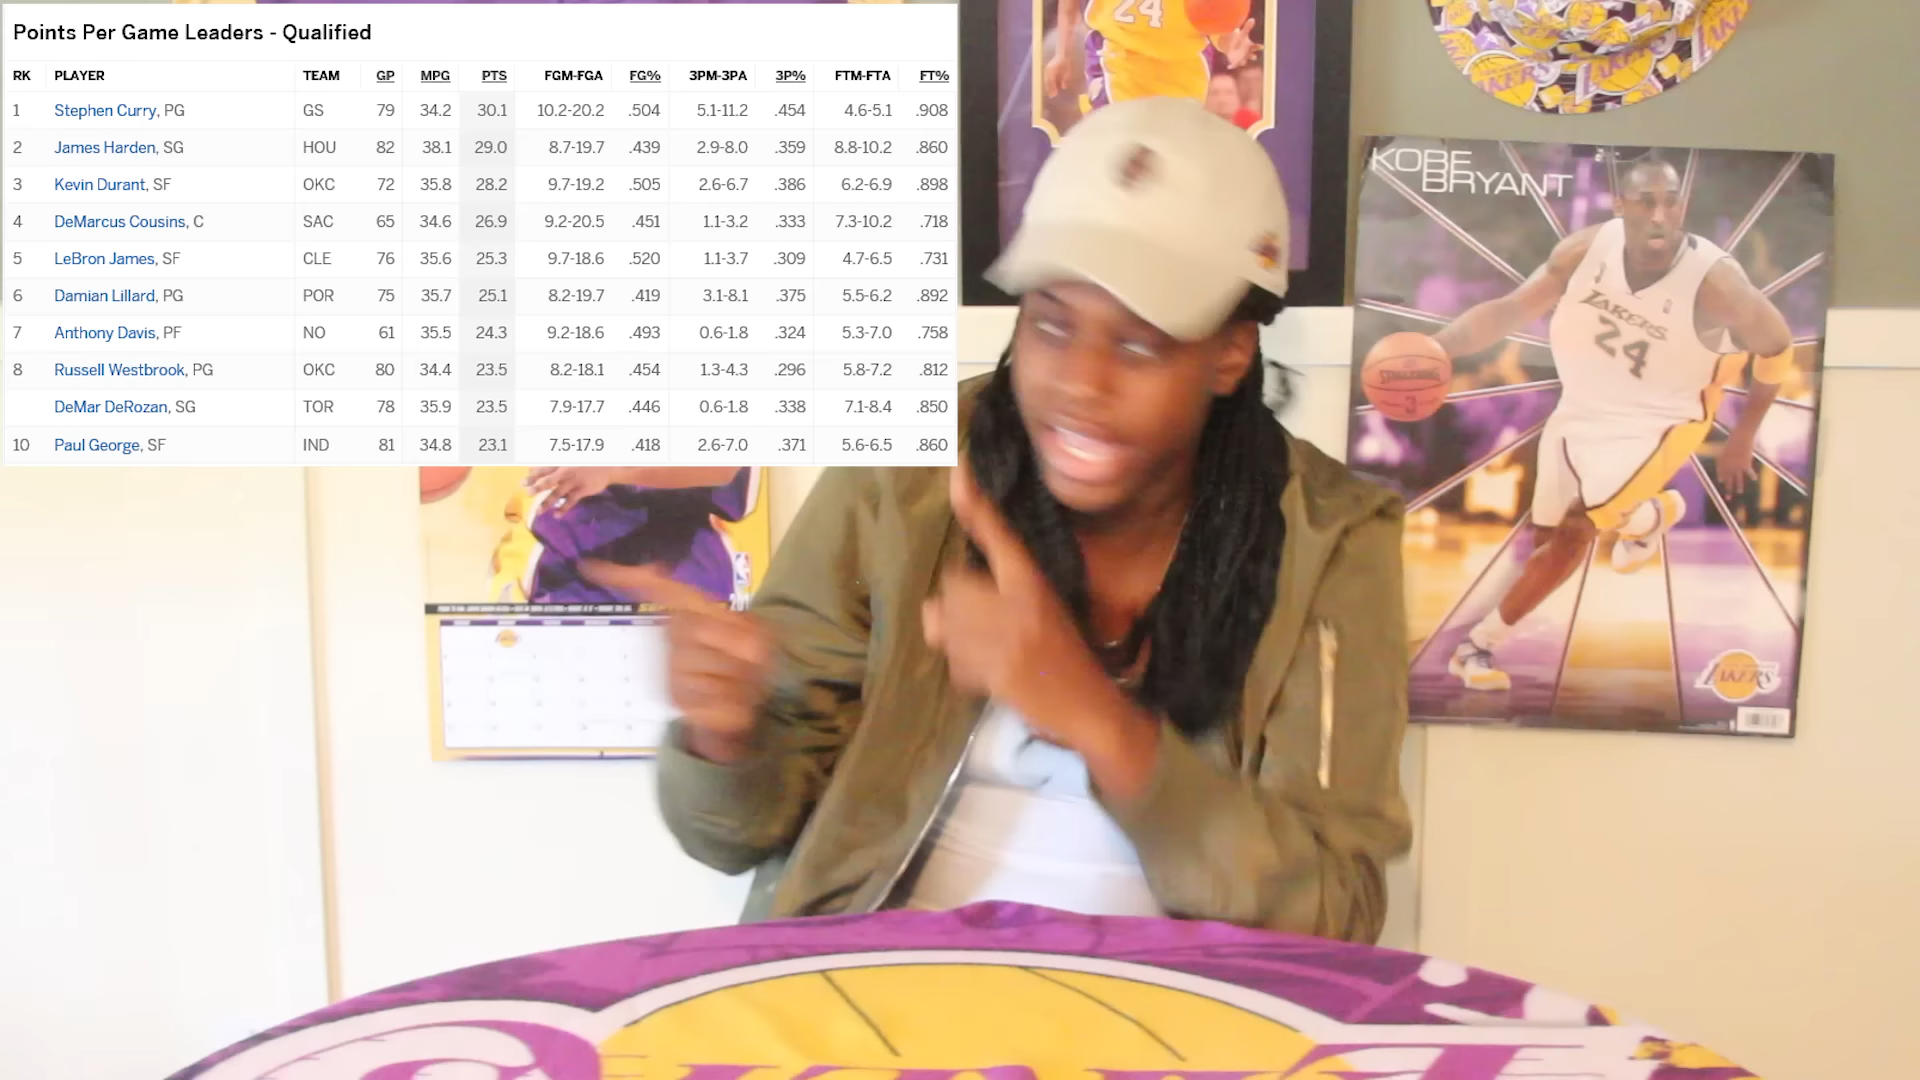 Points Per Game Leaders - Qualified
RK PLAYER TEAM GP MPG PTS FGM-FGA FG% 3PM-3PA 3P% FTM-FTA FT%
1 Stephen Curry, PG GS 79 34.2 30.1 10.2-20.2 .504 5.1-11.2 .454 4.6-5.1 .908
2 James Harden, SG HOU 82 38.1 29.0 8.7-19.7 .439 2.9-8.0 .359 8.8-10.2 .860
3 Kevin Durant, SF OKC 72 35.8 28.2 9.7-19.2 .505 2.6-6.7 .386 6.2-6.9 .898
4 DeMarcus Cousins, C SAC 65 34.6 26.9 9.2-20.5 .451 1.1-3.2 .333 7.3-10.2 .718
5 LeBron James, SF CLE 76 35.6 25.3 9.7-18.6 .520 1.1-3.7 .309 4.7-6.5 .731
6 Damian Lillard, PG POR 75 35.7 25.1 8.2-19.7 .419 3.1-8.1 .375 5.5-6.2 .892
7 Anthony Davis, PF NO 61 35.5 24.3 9.2-18.6 .493 0.6-1.8 .324 5.3-7.0 .758
8 Russell Westbrook, PG OKC 80 34.4 23.5 8.2-18.1 .454 1.3-4.3 .296 5.8-7.2 .812
DeMar DeRozan, SG TOR 78 35.9 23.5 7.9-17.7 .446 0.6-1.8 .338 7.1-8.4 .850
10 Paul George, SF IND 81 34.8 23.1 7.5-17.9 .418 2.6-7.0 .371 5.6-6.5 .860
24
LAKERS
KOBE
BRYANT
LAKERS
24
SPALDING
3
LAKERS